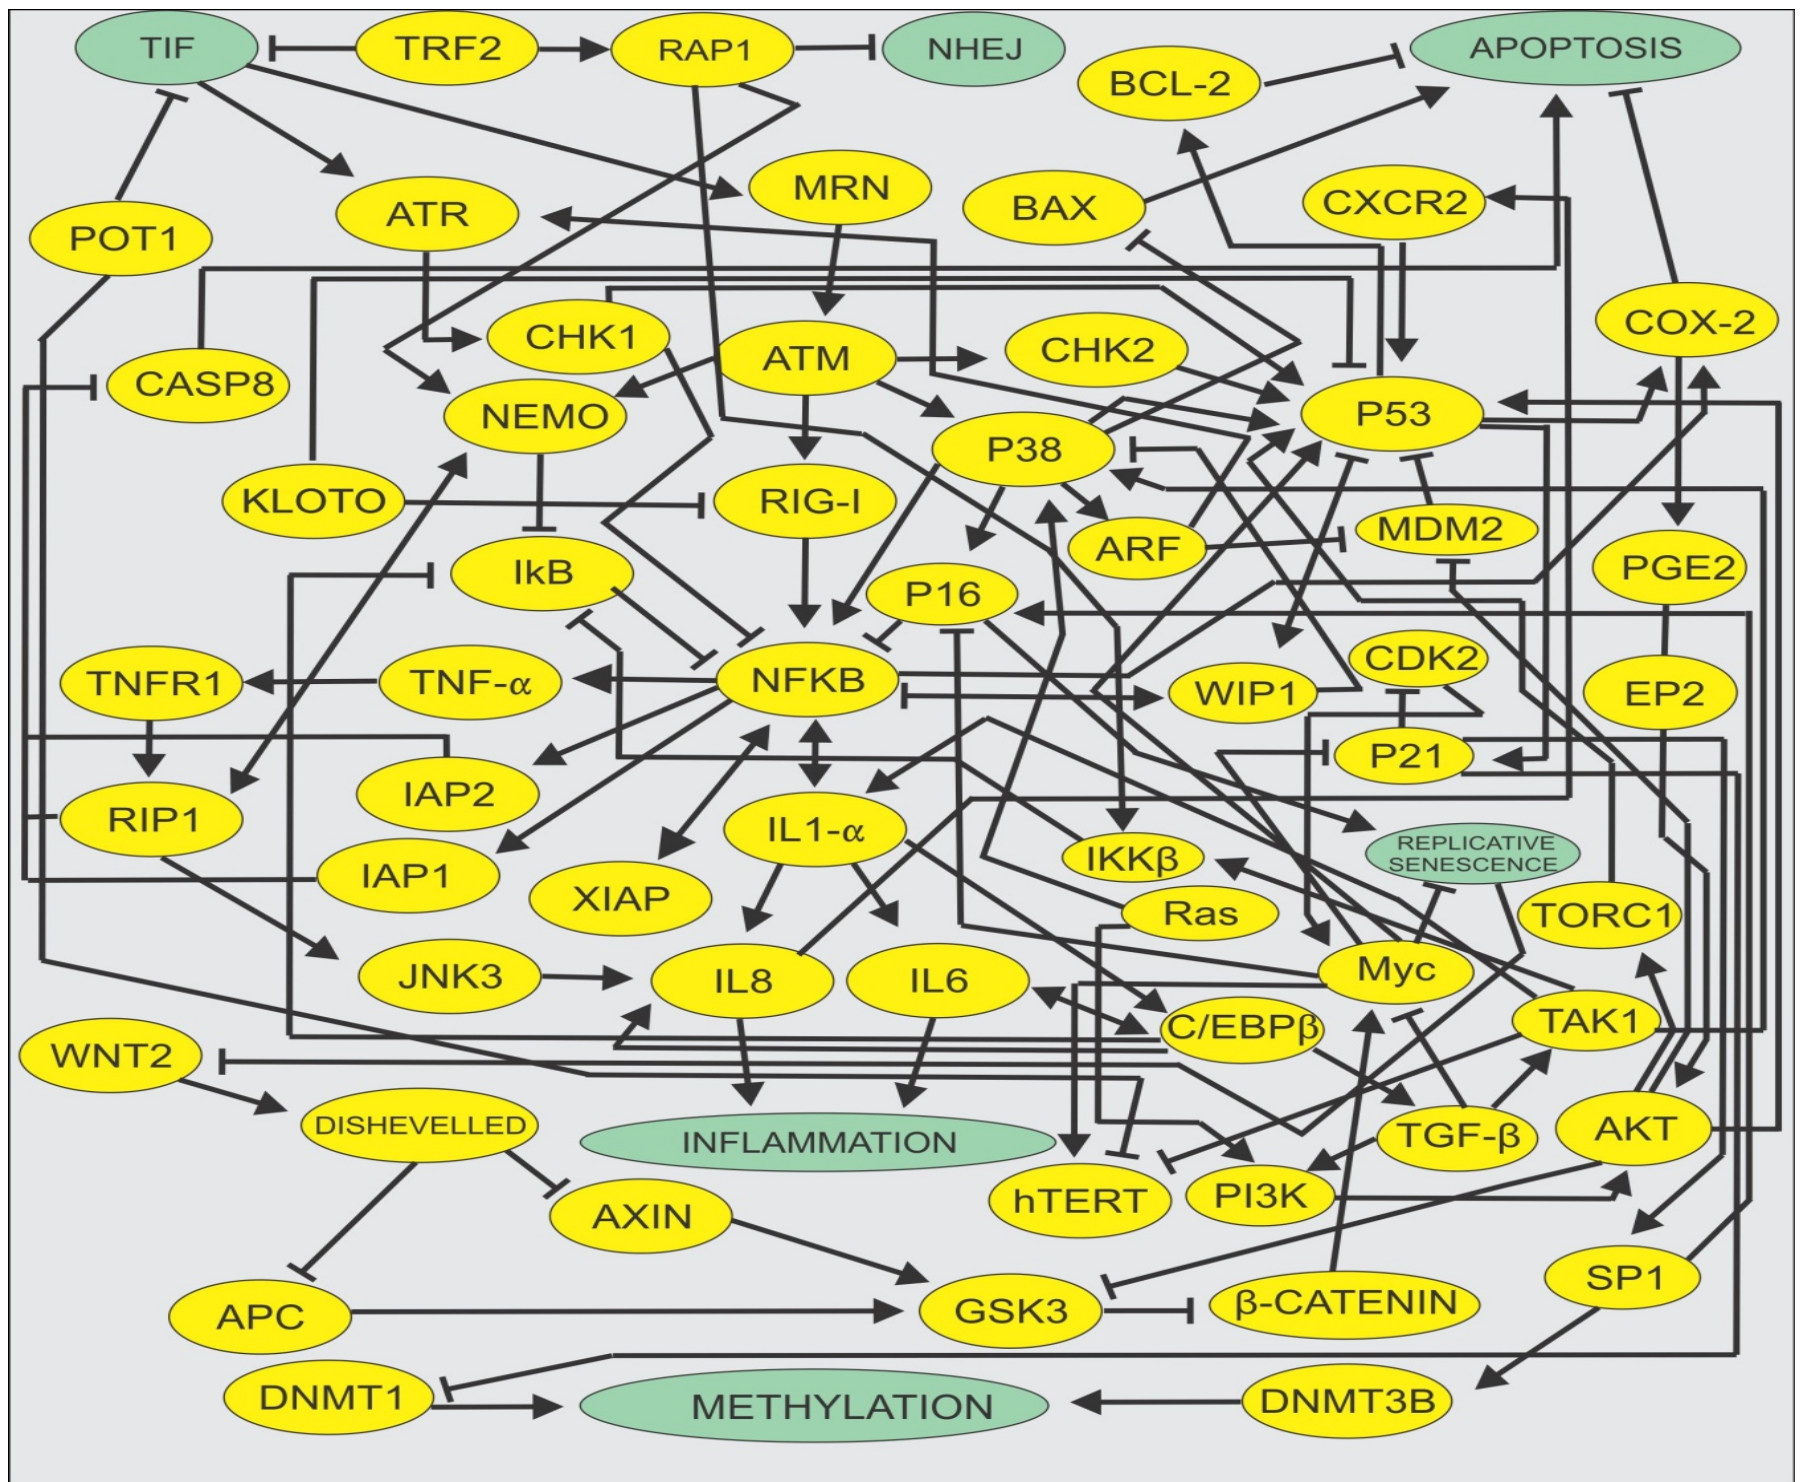 TIF
TRF2
RAP1
NHEJ
APOPTOSIS
BCL-2
MRN
BAX
CXCR2
ATR
POT1
COX-2
CHK1
ATM
CHK2
CASP8
NEMO
P53
P38
KLOTO
RIG-I
MDM2
ARF
IkB
PGE2
P16
CDK2
TNFR1
TNF-α
NFKB
WIP1
EP2
P21
IAP2
RIP1
IL1-α
IKKβ
REPLICATIVE
SENESCENCE
IAP1
XIAP
Ras
TORC1
JNK3
IL8
IL6
Myc
TAK1
C/EBPβ
WNT2
DISHEVELLED
INFLAMMATION
TGF-β
AKT
hTERT
PI3K
AXIN
SP1
APC
GSK3
β-CATENIN
DNMT1
METHYLATION
DNMT3B